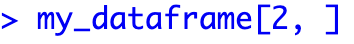 > my_dataframe[2, ]